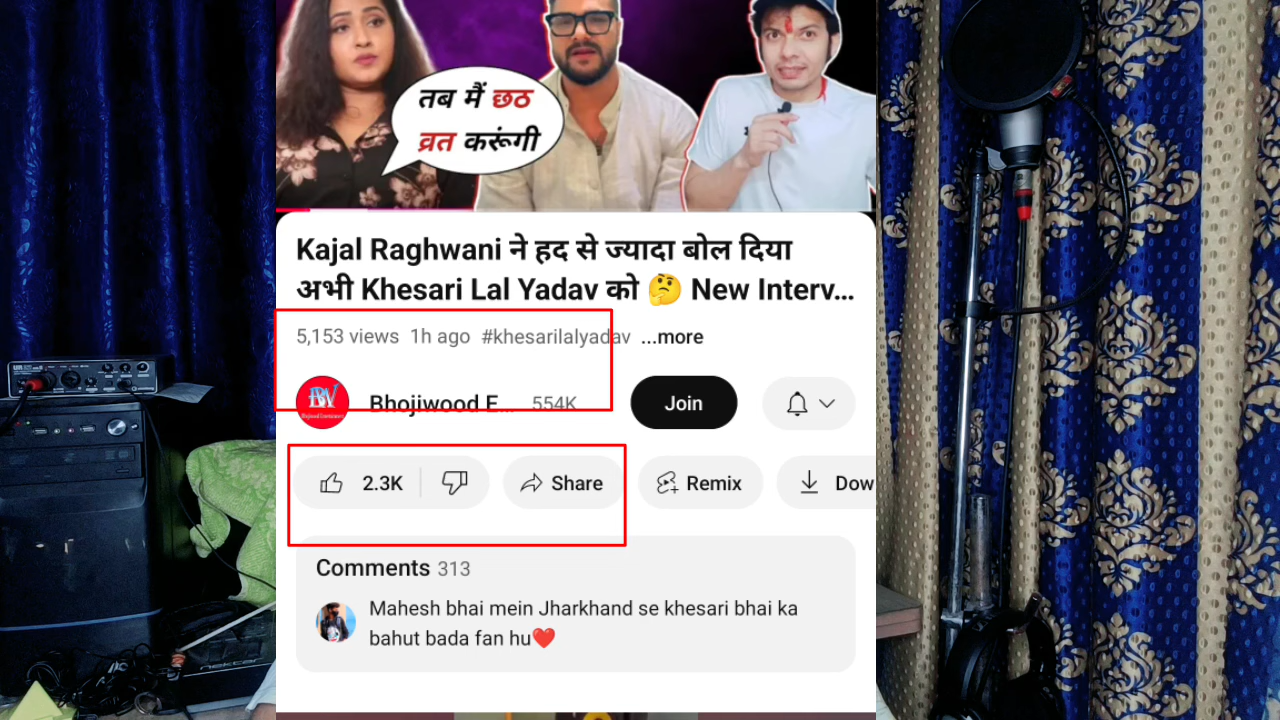 तब मैं छठ
व्रत करूंगी
Kajal Raghwani ने हद से ज्यादा बोल दिया
अभी Khesari Lal Yadav को 🤔 New Interv...
5,153 views 1h ago #khesarilalyadav ...more
BV
Bhojiwood E... 554K
Join
2.3K
Share
Remix
Dow
Comments 313
Mahesh bhai mein Jharkhand se khesari bhai ka
bahut bada fan hu❤️
nektar